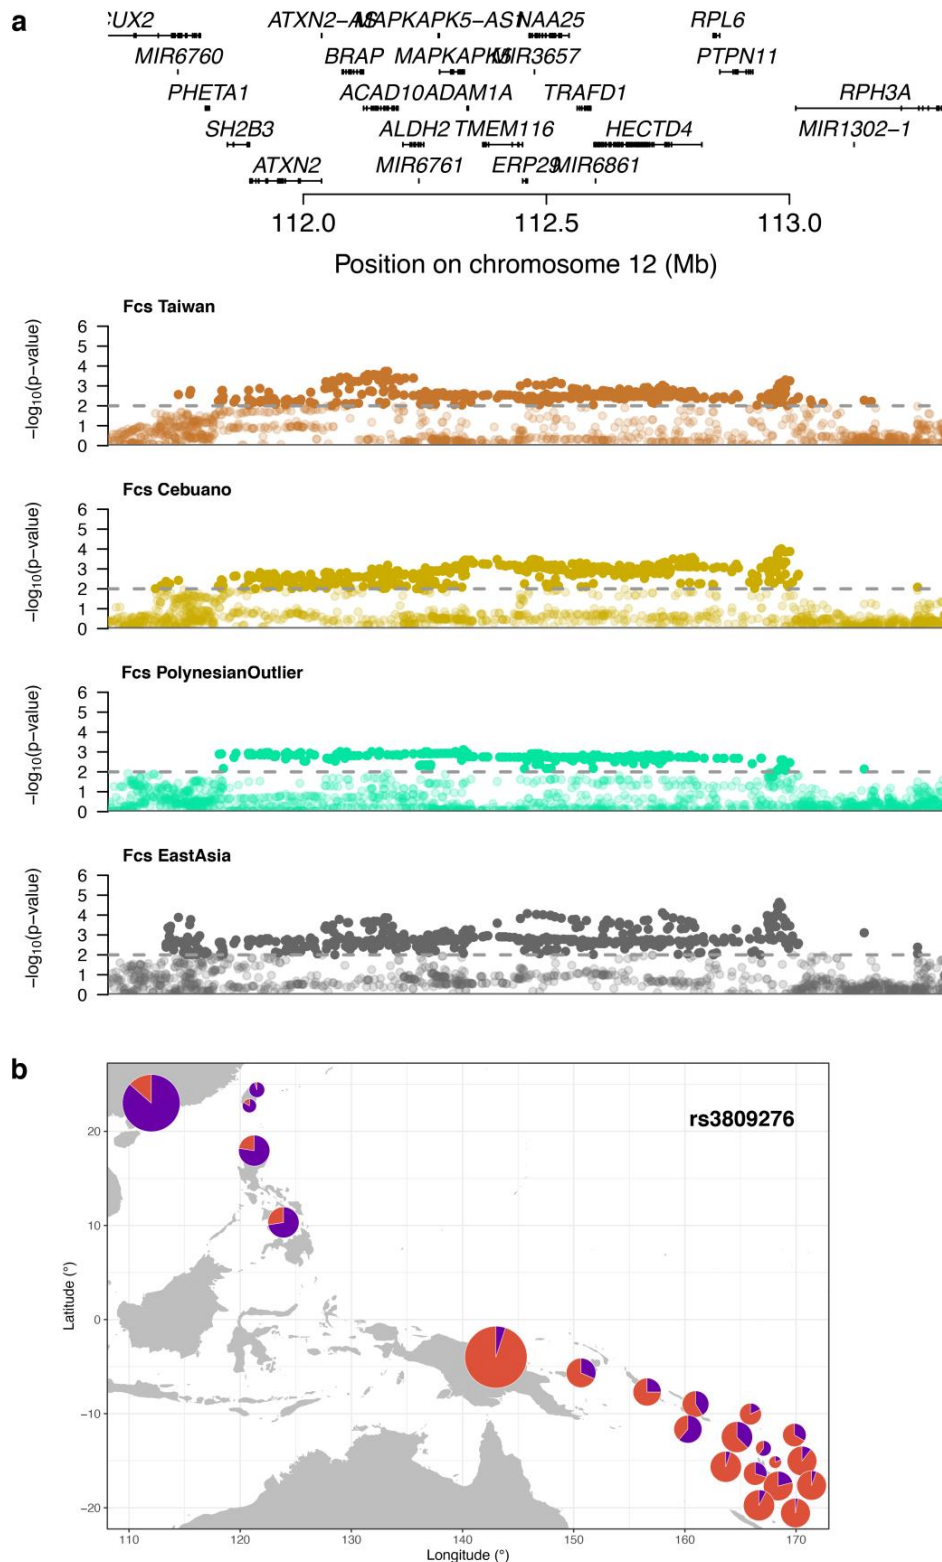 a
CUX2 ATXN2-AS MAPKAPK5-AS1 NAA25 RPL6
MIR6760 BRAP MAPKAPK5 MIR3657 PTPN11
PHETA1 ACAD10 ADAM1A TRAFD1 RPH3A
SH2B3 ALDH2 TMEM116 HECTD4 MIR1302-1
ATXN2 MIR6761 ERP29 MIR6861
112.0 112.5 113.0
Position on chromosome 12 (Mb)
Fcs Taiwan
-log10(p-value)
6
5
4
3
2
1
0
Fcs Cebuano
-log10(p-value)
6
5
4
3
2
1
0
Fcs PolynesianOutlier
-log10(p-value)
6
5
4
3
2
1
0
Fcs EastAsia
-log10(p-value)
6
5
4
3
2
1
0
b
rs3809276
Latitude (°)
20
10
0
-10
-20
110 120 130 140 150 160 170
Longitude (°)